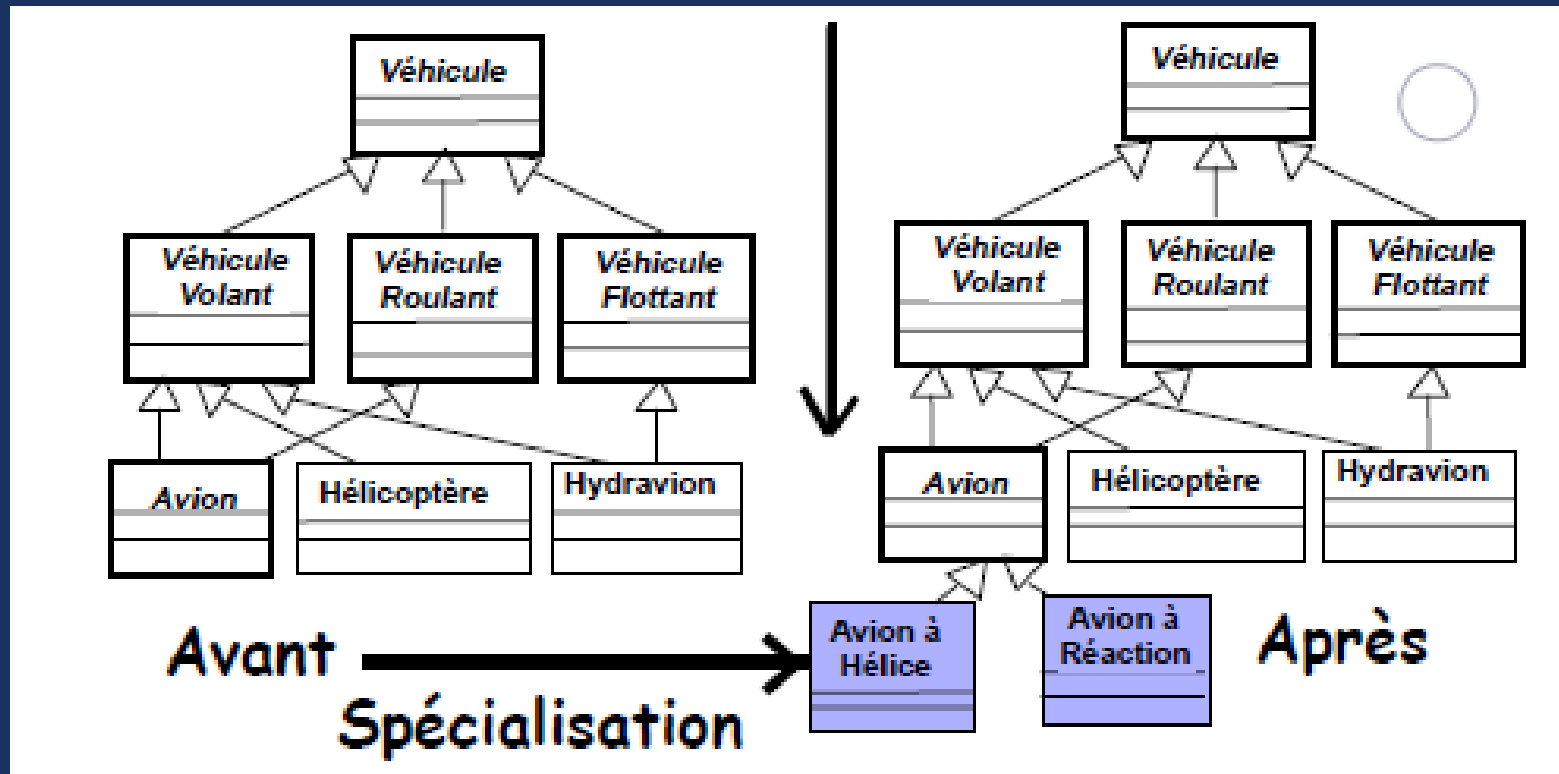 Véhicule
Véhicule
Volant
Véhicule
Roulant
Véhicule
Flottant
Avion
Hélicoptère
Hydravion
Avant
Spécialisation
Véhicule
Véhicule
Volant
Véhicule
Roulant
Véhicule
Flottant
Avion
Hélicoptère
Hydravion
Avion à
Hélice
Avion à
Réaction
Après